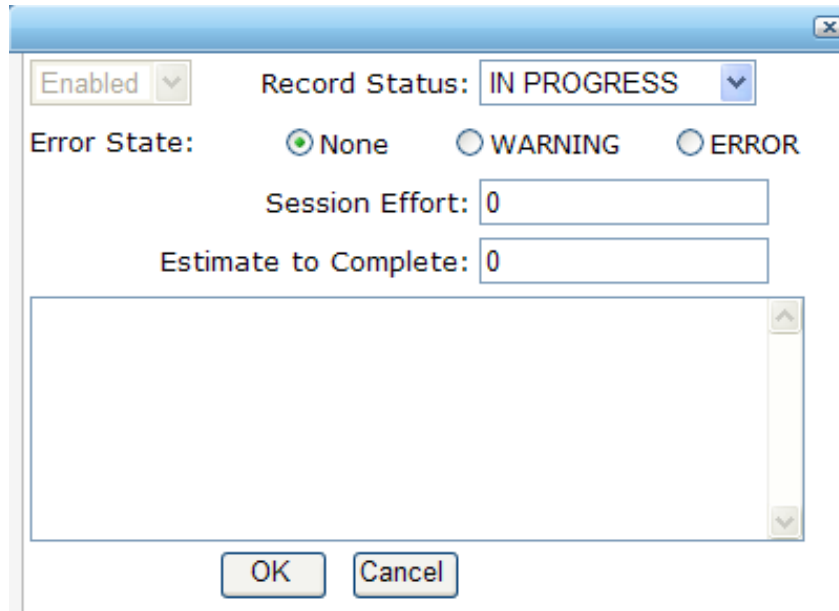 Enabled Record Status: IN PROGRESS
Error State: None WARNING ERROR
Session Effort: 0
Estimate to Complete: 0
OK Cancel